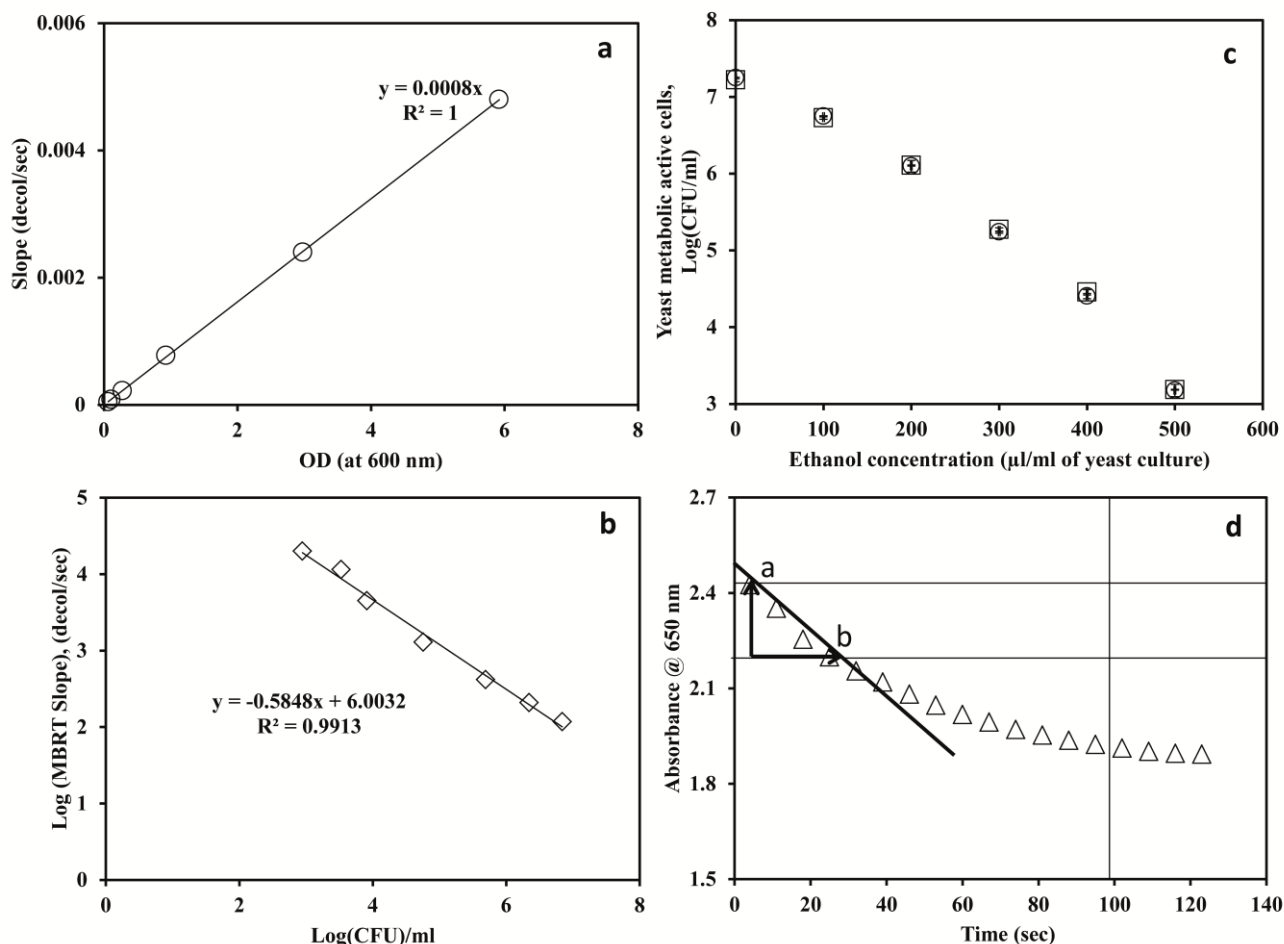 a
0.006
0.004
0.002
0
Slope (decol/sec)
y = 0.0008x
R² = 1
0 2 4 6 8
OD (at 600 nm)
c
8
7
6
5
4
3
Yeast metabolic active cells,
Log(CFU/ml)
0 100 200 300 400 500 600
Ethanol concentration (µl/ml of yeast culture)
b
5
4
3
2
1
0
Log (MBRT Slope), (decol/sec)
y = -0.5848x + 6.0032
R² = 0.9913
0 2 4 6 8
Log(CFU)/ml
d
2.7
2.4
2.1
1.8
1.5
Absorbance @ 650 nm
a
b
0 20 40 60 80 100 120 140
Time (sec)